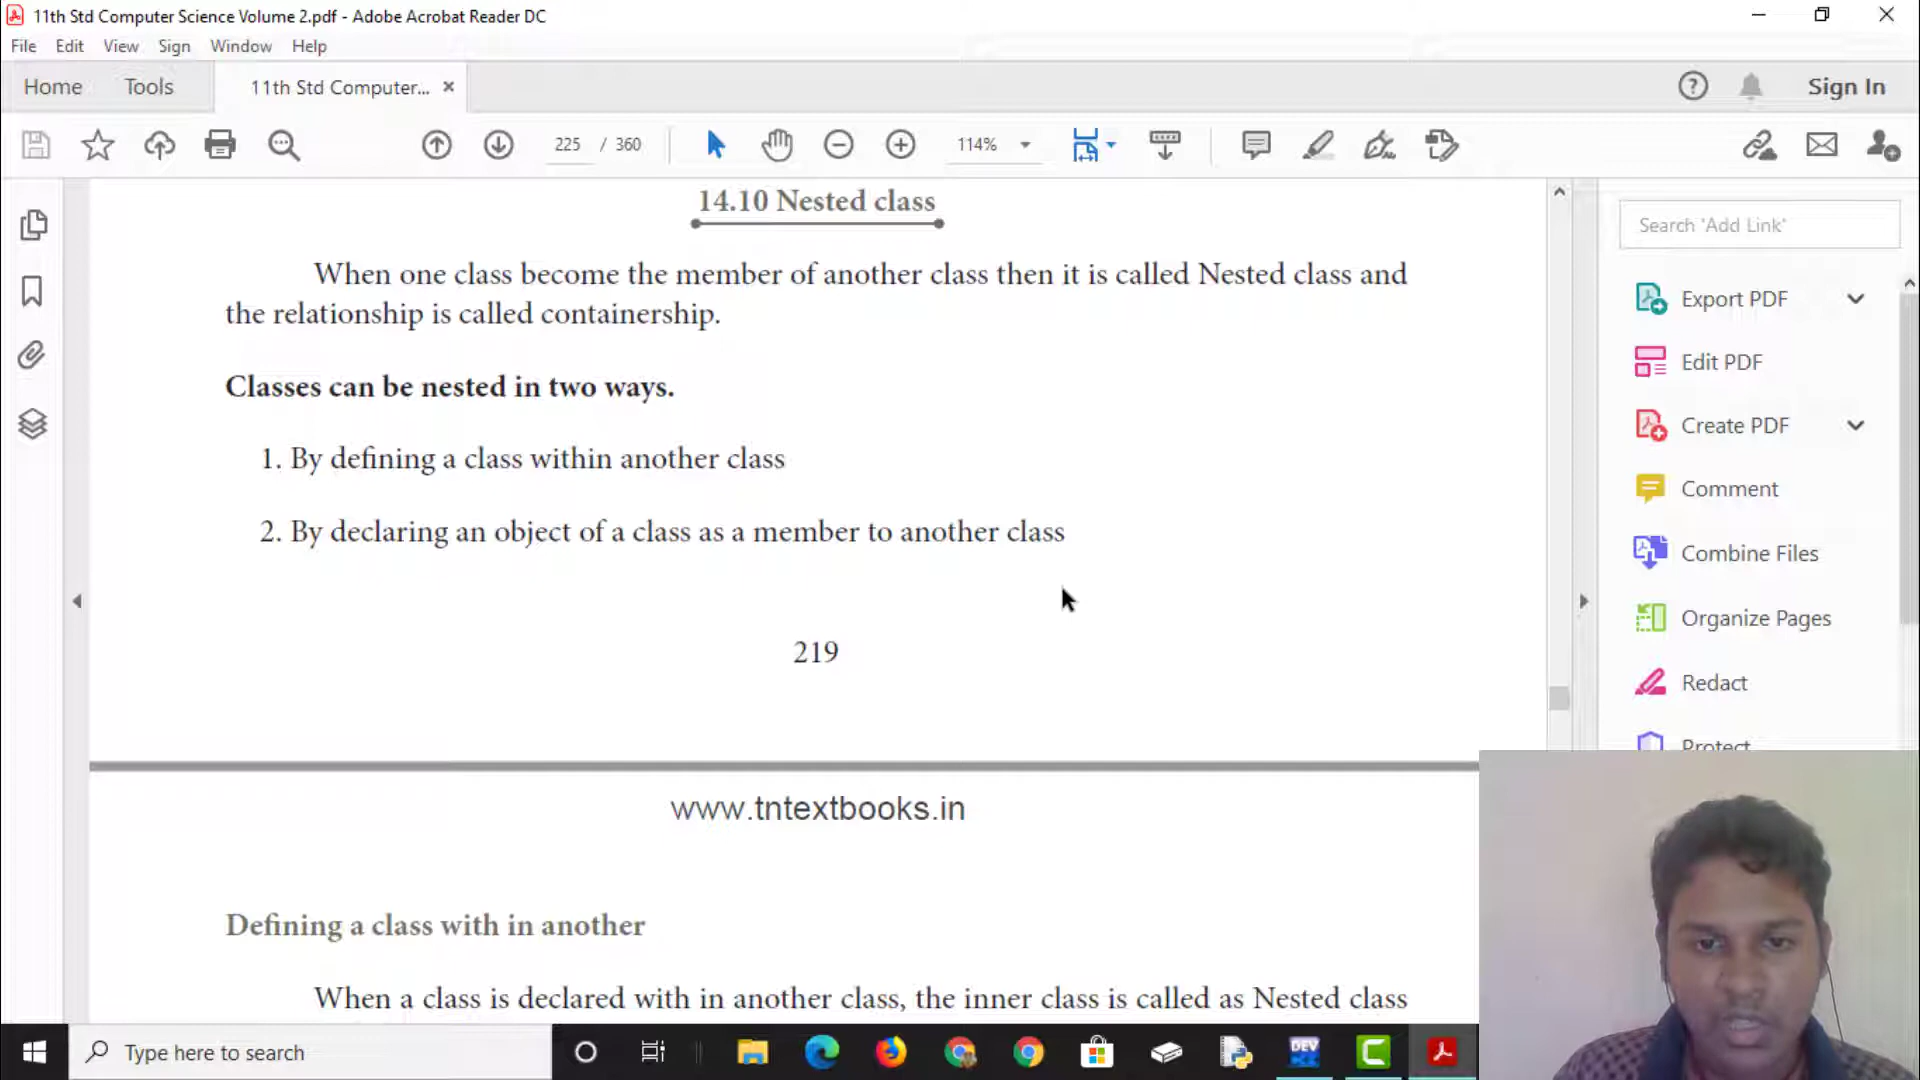 11th Std Computer Science Volume 2.pdf - Adobe Acrobat Reader DC
File Edit View Sign Window Help
Home Tools 11th Std Computer... × Sign In
225 / 360 114%
14.10 Nested class
When one class become the member of another class then it is called Nested class and
the relationship is called containership.
Classes can be nested in two ways.
1. By defining a class within another class
2. By declaring an object of a class as a member to another class
219
www.tntextbooks.in
Defining a class with in another
When a class is declared with in another class, the inner class is called as Nested class
Search 'Add Link'
Export PDF
Edit PDF
Create PDF
Comment
Combine Files
Organize Pages
Redact
Protect
Type here to search
DEV